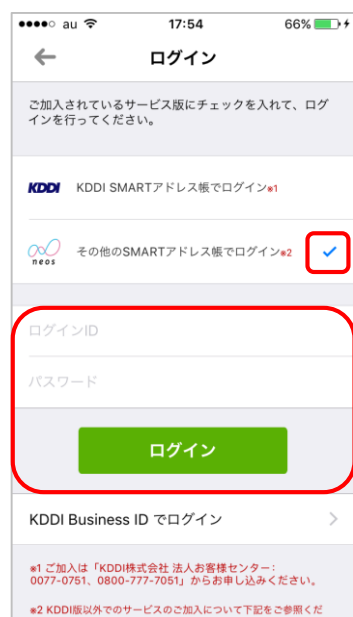 au 17:54 66%
ログイン
ご加入されているサービス版にチェックを入れて、ログ
インを行ってください。
KDDI KDDI SMARTアドレス帳でログイン※1
neos その他のSMARTアドレス帳でログイン※2
ログインID
パスワード
ログイン
KDDI Business ID でログイン
※1 ご加入は「KDDI株式会社 法人お客様センター：
0077-0751、0800-777-7051」からお申し込みください。
※2 KDDI版以外でのサービスのご加入について下記をご参照くだ